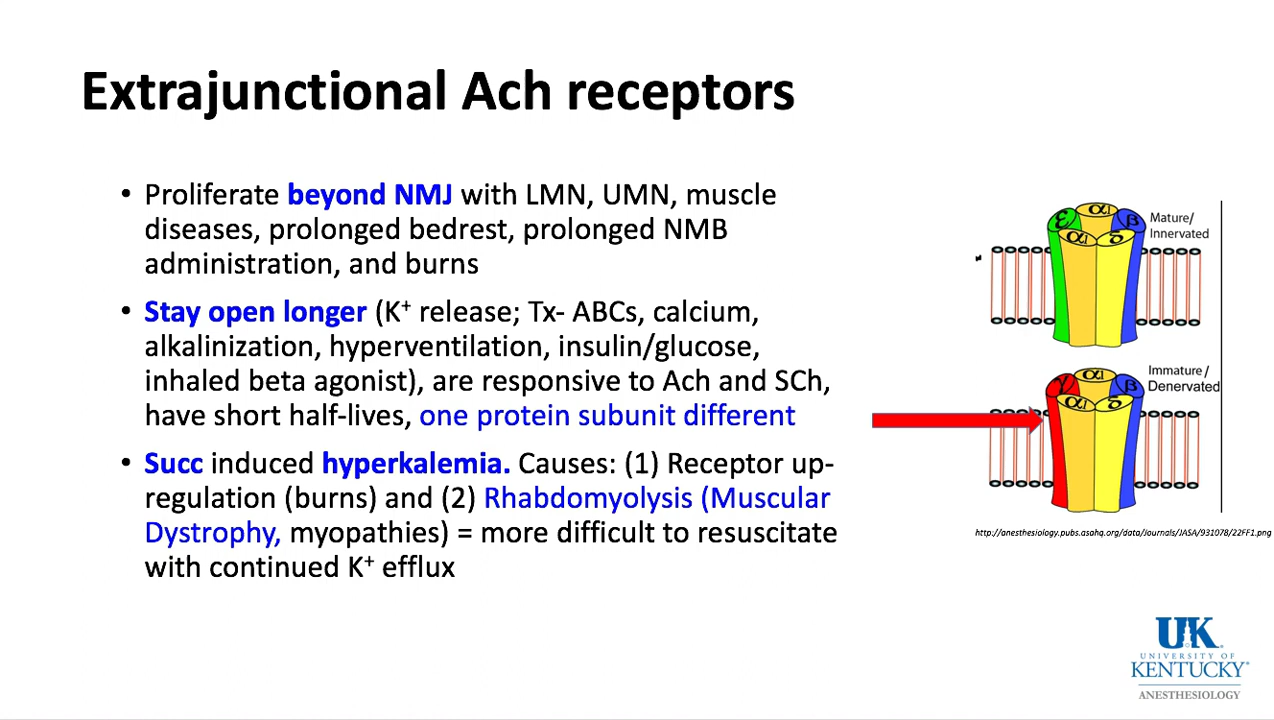 Extrajunctional Ach receptors
• Proliferate beyond NMJ with LMN, UMN, muscle
diseases, prolonged bedrest, prolonged NMB
administration, and burns
• Stay open longer (K⁺ release; Tx- ABCs, calcium,
alkalinization, hyperventilation, insulin/glucose,
inhaled beta agonist), are responsive to Ach and SCh,
have short half-lives, one protein subunit different
• Succ induced hyperkalemia. Causes: (1) Receptor up-
regulation (burns) and (2) Rhabdomyolysis (Muscular
Dystrophy, myopathies) = more difficult to resuscitate
with continued K⁺ efflux
ε α1 β
α1 δ
Mature/
Innervated
γ α1 β
α1 δ
Immature/
Denervated
http://anesthesiology.pubs.asahq.org/data/Journals/JASA/931078/22FF1.png
UK
UNIVERSITY OF
KENTUCKY®
ANESTHESIOLOGY